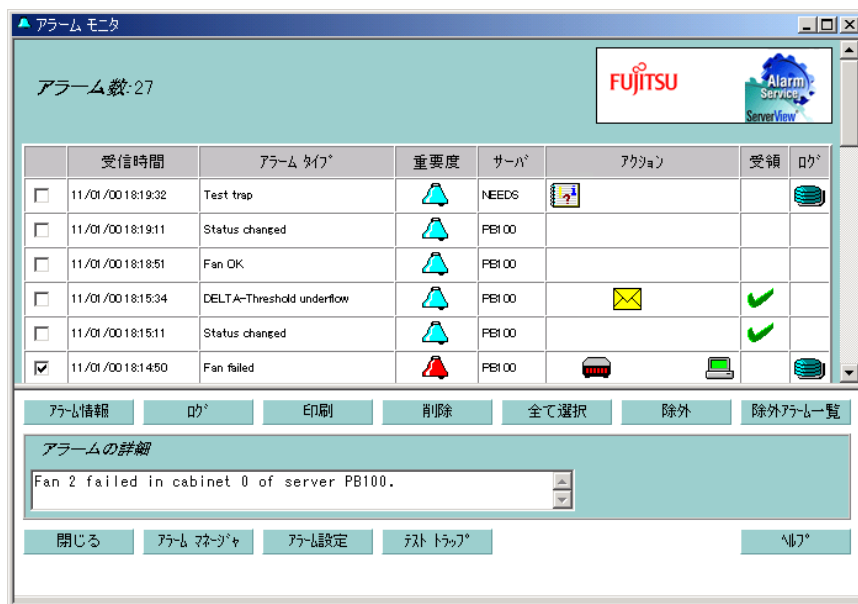 アラーム モニタ
アラーム数:27
FUJITSU
Alarm Service
ServerView
受信時間 ｱﾗｰﾑ ﾀｲﾌﾟ 重要度 ｻｰﾊﾞ ｱｸｼｮﾝ 受領 ﾛｸﾞ
11/01/00 18:19:32 Test trap NEEDS
11/01/00 18:19:11 Status changed PB100
11/01/00 18:18:51 Fan OK PB100
11/01/00 18:15:34 DELTA-Threshold underflow PB100
11/01/00 18:15:11 Status changed PB100
11/01/00 18:14:50 Fan failed PB100
ｱﾗｰﾑ情報 ﾛｸﾞ 印刷 削除 全て選択 除外 除外ｱﾗｰﾑ一覧
アラームの詳細
Fan 2 failed in cabinet 0 of server PB100.
閉じる ｱﾗｰﾑ ﾏﾈｰｼﾞｬ ｱﾗｰﾑ設定 ﾃｽﾄ ﾄﾗｯﾌﾟ ﾍﾙﾌﾟ